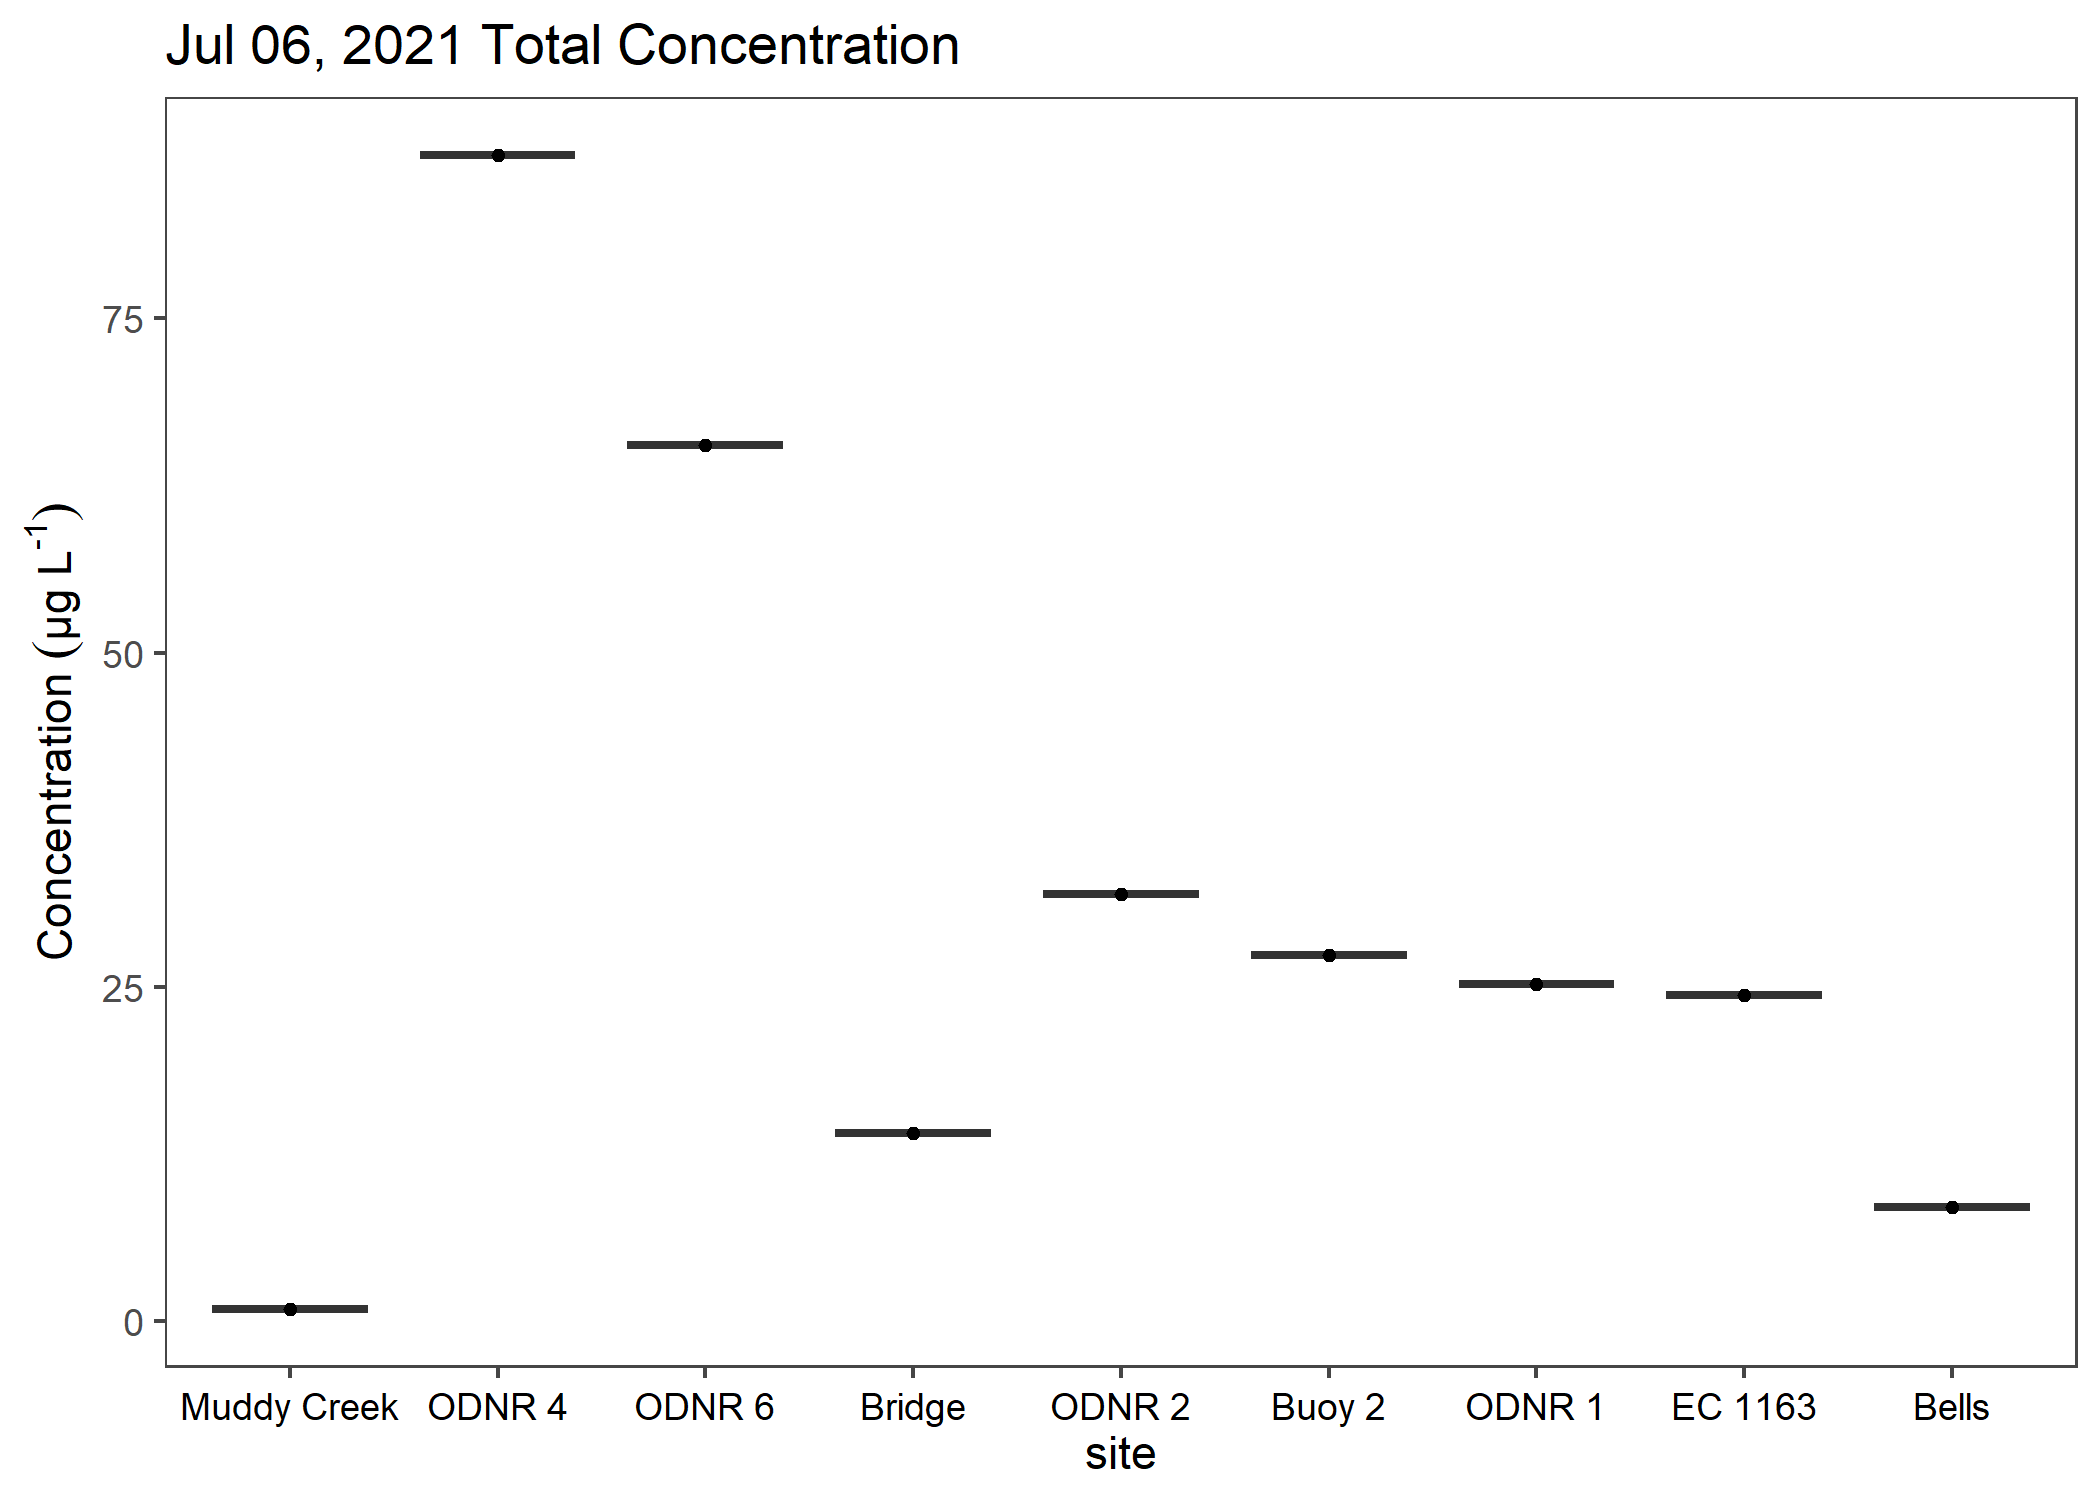 Jul 06, 2021 Total Concentration
Concentration (µg L⁻¹)
75
50
25
0
Muddy Creek ODNR 4 ODNR 6 Bridge ODNR 2 Buoy 2 ODNR 1 EC 1163 Bells
site